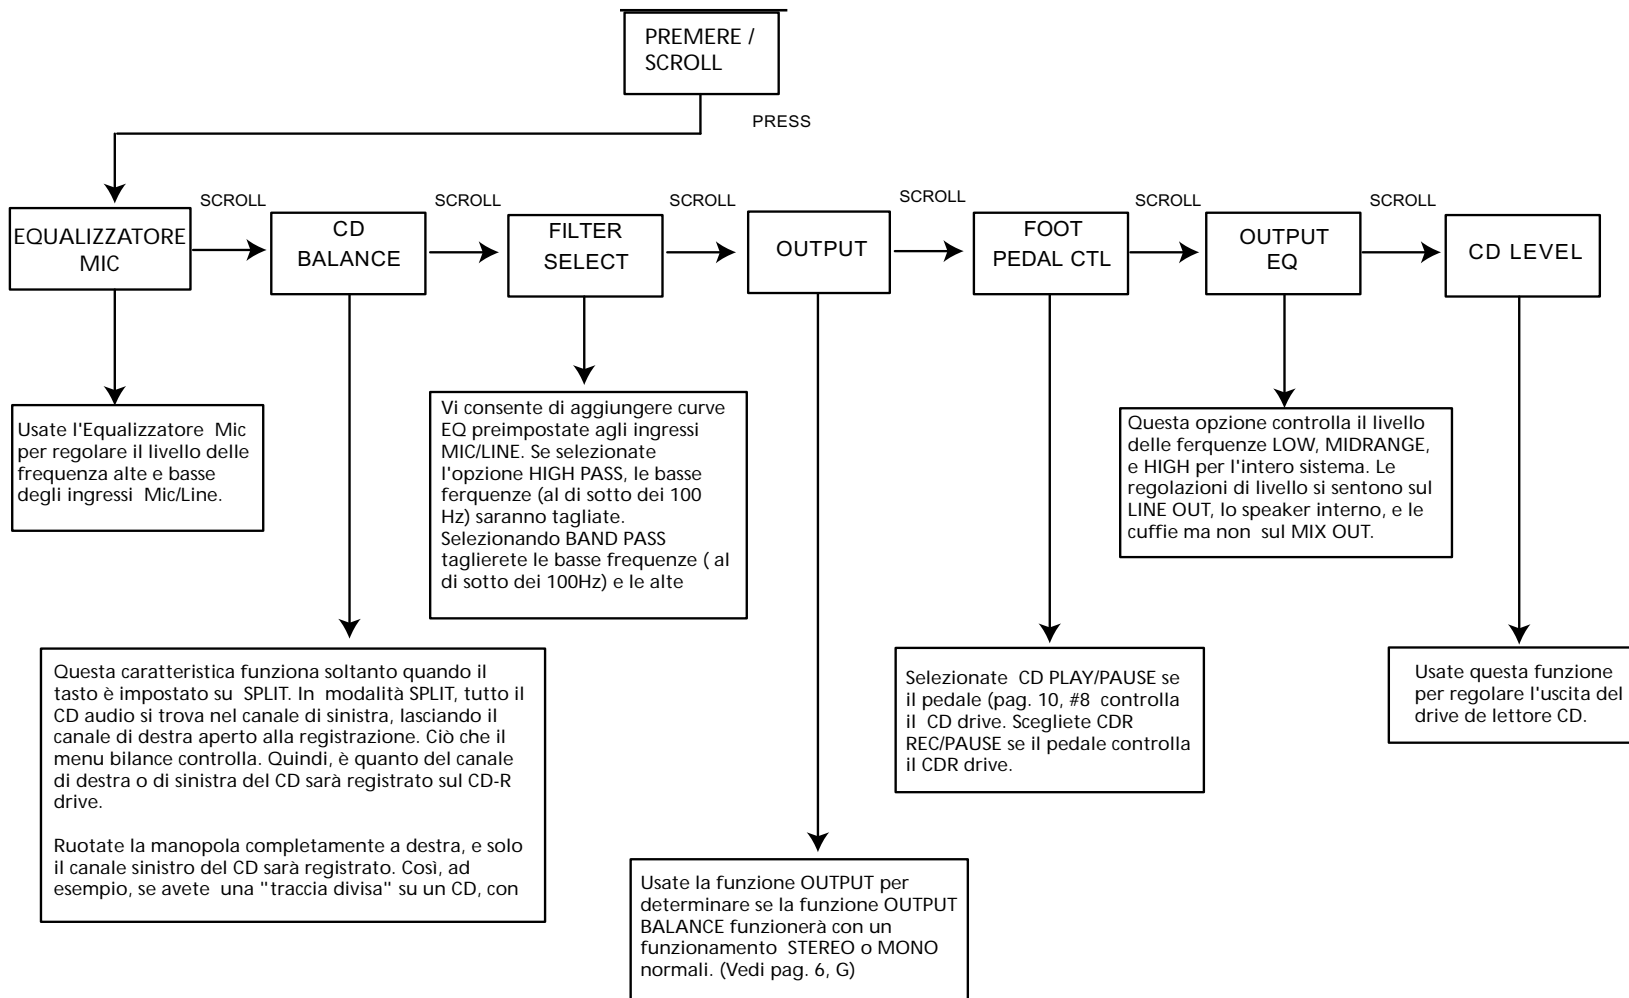 PREMERE /
SCROLL
PRESS
SCROLL
SCROLL
SCROLL
SCROLL
SCROLL
SCROLL
EQUALIZZATORE
MIC
CD
BALANCE
FILTER
SELECT
OUTPUT
FOOT
PEDAL CTL
OUTPUT
EQ
CD LEVEL
Usate l'Equalizzatore Mic
per regolare il livello delle
frequenza alte e basse
degli ingressi Mic/Line.
Vi consente di aggiungere curve
EQ preimpostate agli ingressi
MIC/LINE. Se selezionate
l'opzione HIGH PASS, le basse
ferquenze (al di sotto dei 100
Hz) saranno tagliate.
Selezionando BAND PASS
taglierete le basse frequenze ( al
di sotto dei 100Hz) e le alte
Questa opzione controlla il livello
delle ferquenze LOW, MIDRANGE,
e HIGH per l'intero sistema. Le
regolazioni di livello si sentono sul
LINE OUT, lo speaker interno, e le
cuffie ma non sul MIX OUT.
Questa caratteristica funziona soltanto quando il
tasto è impostato su SPLIT. In modalità SPLIT, tutto il
CD audio si trova nel canale di sinistra, lasciando il
canale di destra aperto alla registrazione. Ciò che il
menu bilance controlla. Quindi, è quanto del canale
di destra o di sinistra del CD sarà registrato sul CD-R
drive.
Ruotate la manopola completamente a destra, e solo
il canale sinistro del CD sarà registrato. Così, ad
esempio, se avete una "traccia divisa" su un CD, con
Selezionate CD PLAY/PAUSE se
il pedale (pag. 10, #8 controlla
il CD drive. Scegliete CDR
REC/PAUSE se il pedale controlla
il CDR drive.
Usate questa funzione
per regolare l'uscita del
drive de lettore CD.
Usate la funzione OUTPUT per
determinare se la funzione OUTPUT
BALANCE funzionerà con un
funzionamento STEREO o MONO
normali. (Vedi pag. 6, G)